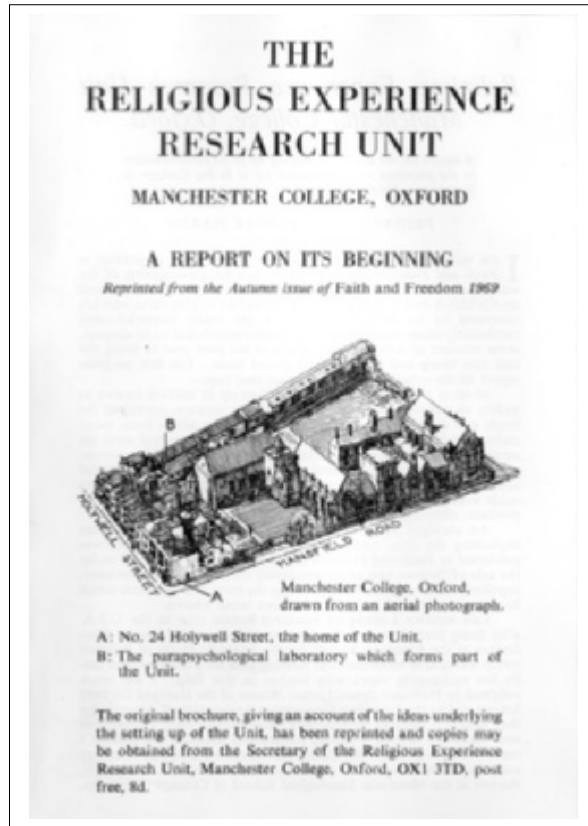 THE
RELIGIOUS EXPERIENCE
RESEARCH UNIT
MANCHESTER COLLEGE, OXFORD
A REPORT ON ITS BEGINNING
Reprinted from the Autumn issue of Faith and Freedom 1969
B
HOLYWELL STREET
MANSFIELD ROAD
A
Manchester College, Oxford,
drawn from an aerial photograph.
A: No. 24 Holywell Street, the home of the Unit.
B: The parapsychological laboratory which forms part of
the Unit.
The original brochure, giving an account of the ideas underlying
the setting up of the Unit, has been reprinted and copies may
be obtained from the Secretary of the Religious Experience
Research Unit, Manchester College, Oxford, OX1 3TD, post
free, 8d.